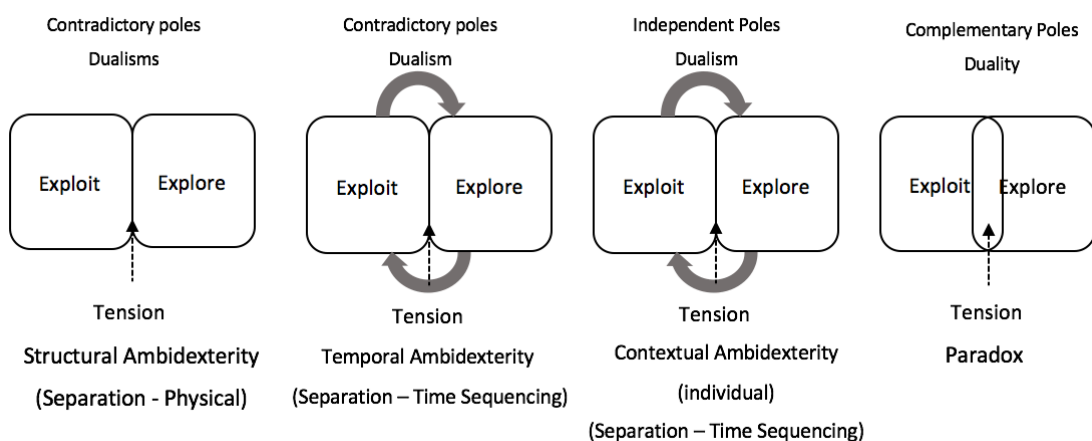 Contradictory poles
Dualisms
Exploit
Explore
Tension
Structural Ambidexterity
(Separation - Physical)
Contradictory poles
Dualism
Exploit
Explore
Tension
Temporal Ambidexterity
(Separation – Time Sequencing)
Independent Poles
Dualism
Exploit
Explore
Tension
Contextual Ambidexterity
(individual)
(Separation – Time Sequencing)
Complementary Poles
Duality
Exploit
Explore
Tension
Paradox